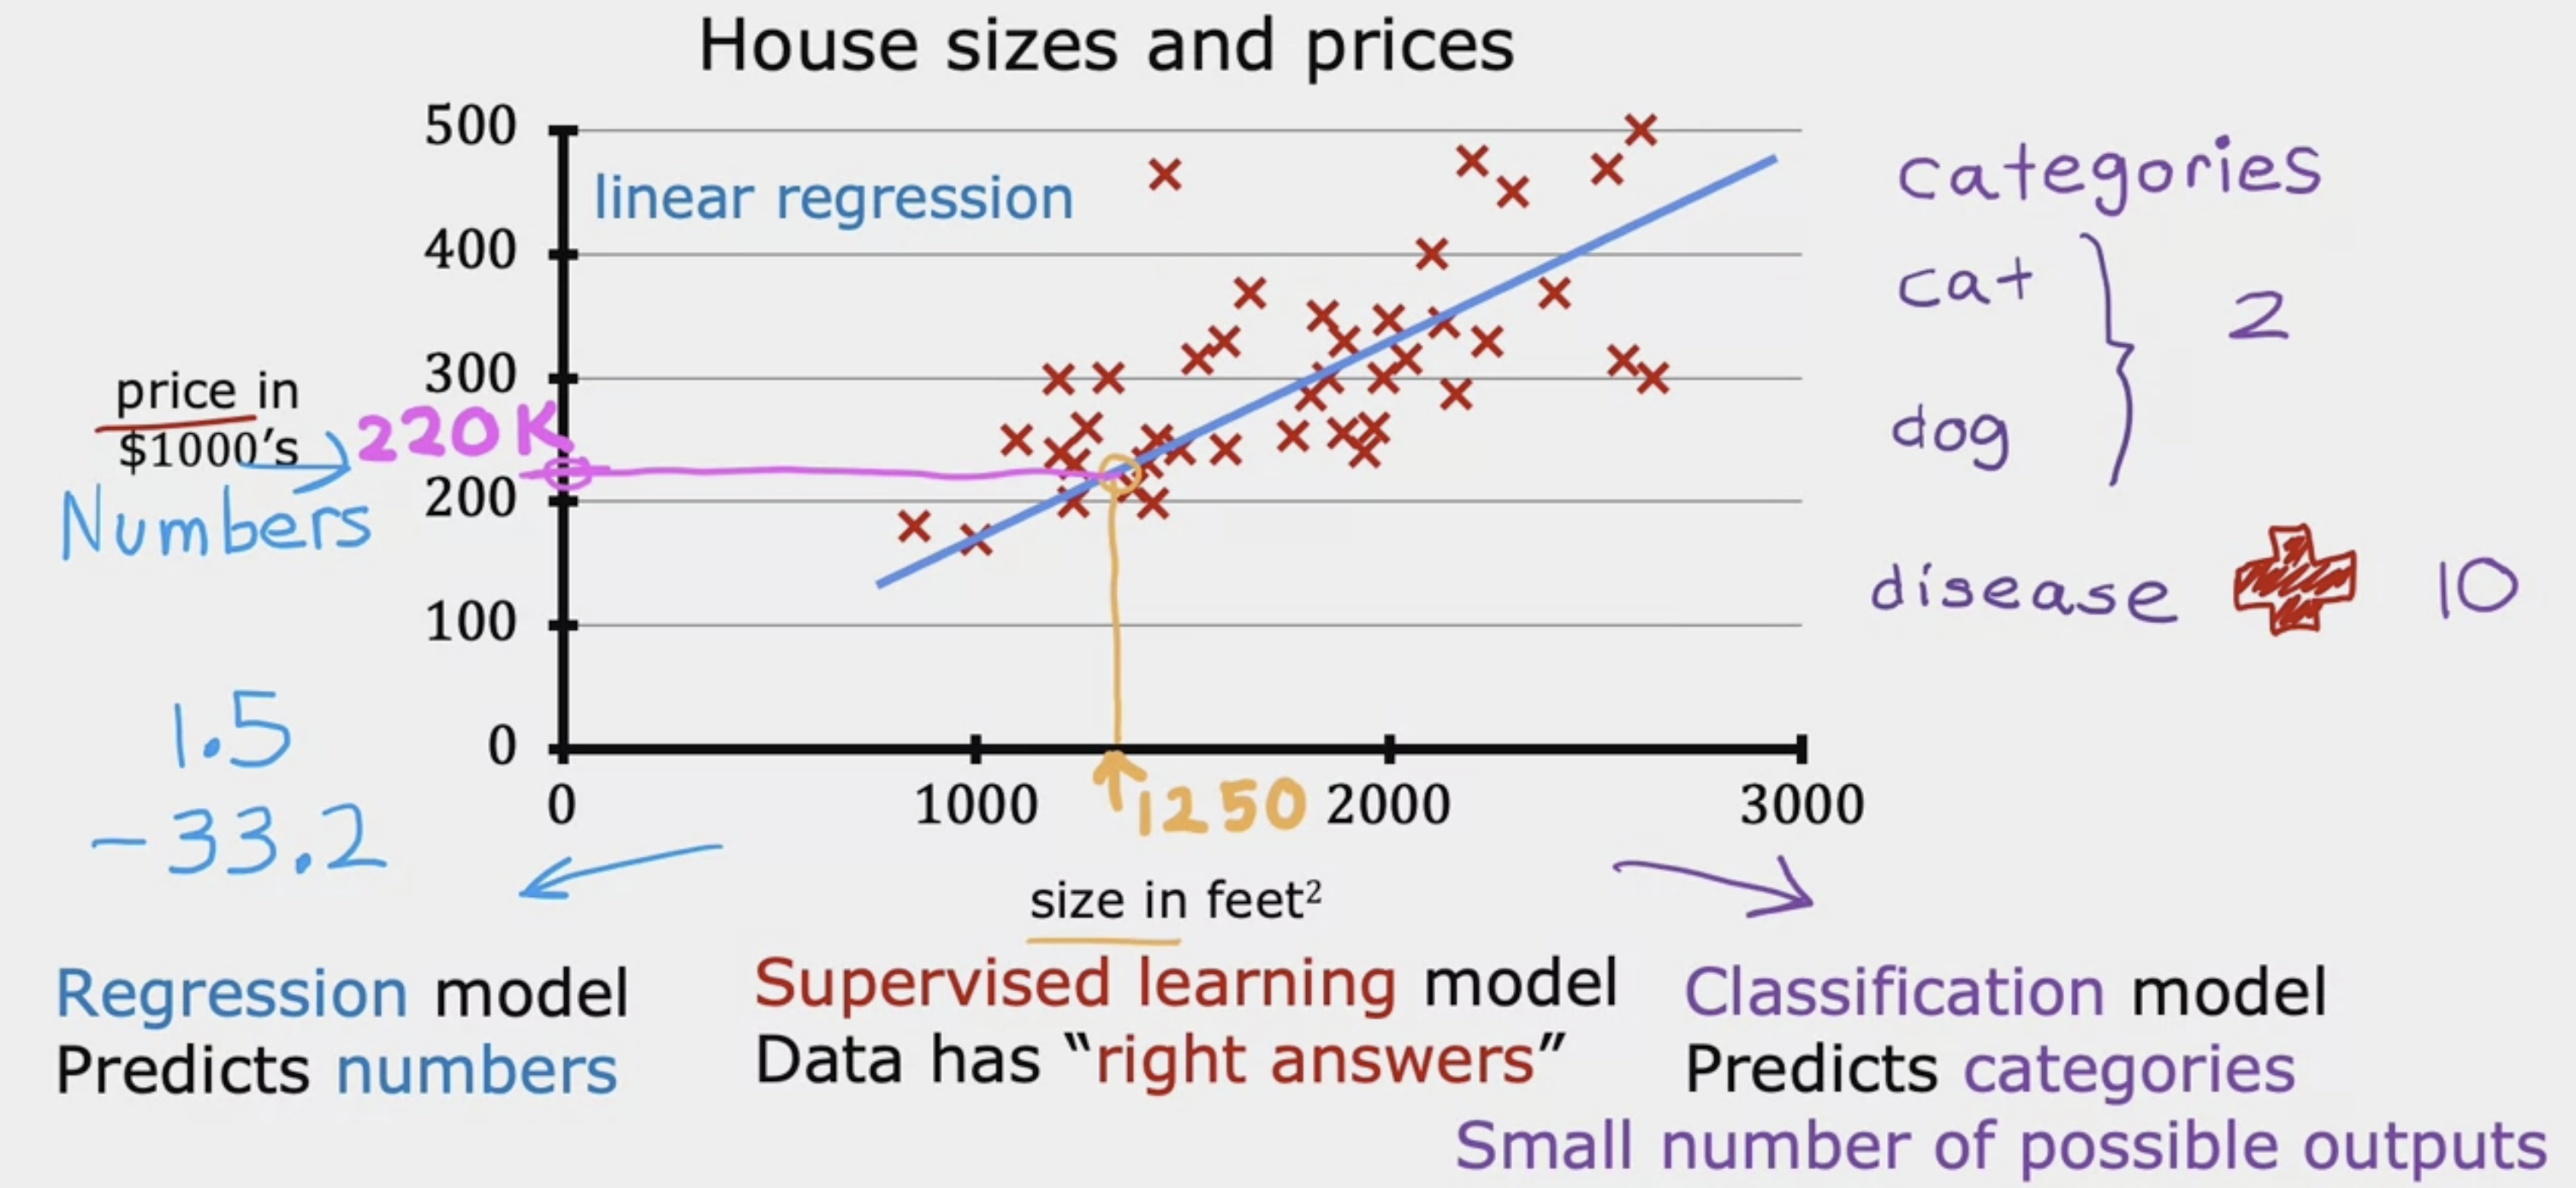 House sizes and prices
500
linear regression
400
300
200
100
0
price in
$1000's
220K
Numbers
1.5
-33.2
0
1000
1250
2000
3000
size in feet²
categories
cat
dog
2
disease
10
Regression model
Predicts numbers
Supervised learning model
Data has “right answers”
Classification model
Predicts categories
Small number of possible outputs